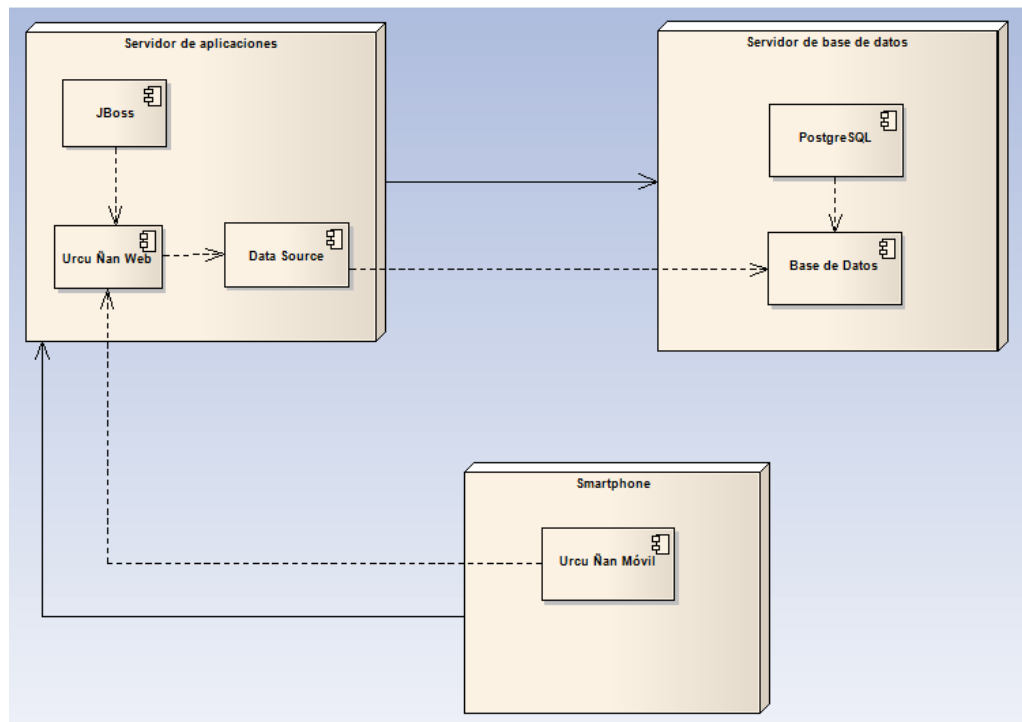 Servidor de aplicaciones
JBoss
Urcu Ñan Web
Data Source
Servidor de base de datos
PostgreSQL
Base de Datos
Smartphone
Urcu Ñan Móvil